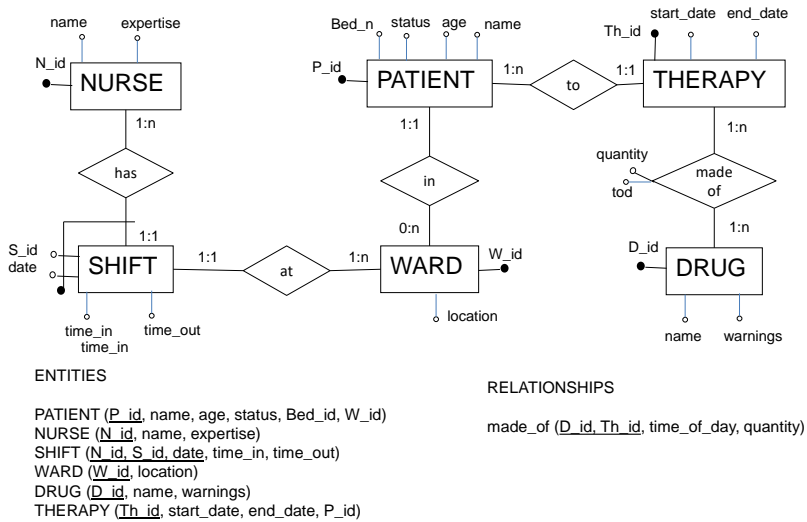 name expertise
N_id
NURSE
1:n
has
1:1
S_id
date
SHIFT
time_in time_out
time_in
1:1
at
1:n
Bed_n status age name
P_id
PATIENT
1:1
in
0:n
WARD
W_id
location
1:n
to
1:1
start_date end_date
Th_id
THERAPY
1:n
quantity
tod
made
of
1:n
D_id
DRUG
name warnings
ENTITIES
PATIENT (P_id, name, age, status, Bed_id, W_id)
NURSE (N_id, name, expertise)
SHIFT (N_id, S_id, date, time_in, time_out)
WARD (W_id, location)
DRUG (D_id, name, warnings)
THERAPY (Th_id, start_date, end_date, P_id)
RELATIONSHIPS
made_of (D_id, Th_id, time_of_day, quantity)